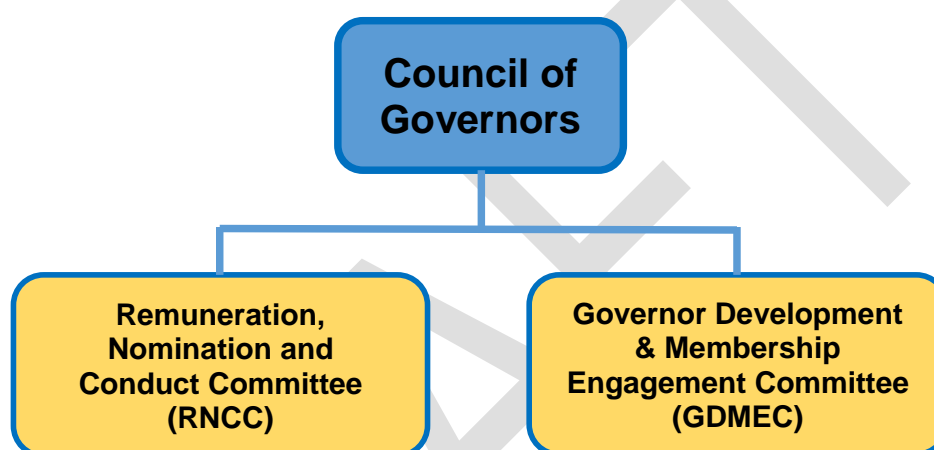 Council of
Governors
Remuneration,
Nomination and
Conduct Committee
(RNCC)
Governor Development
& Membership
Engagement Committee
(GDMEC)